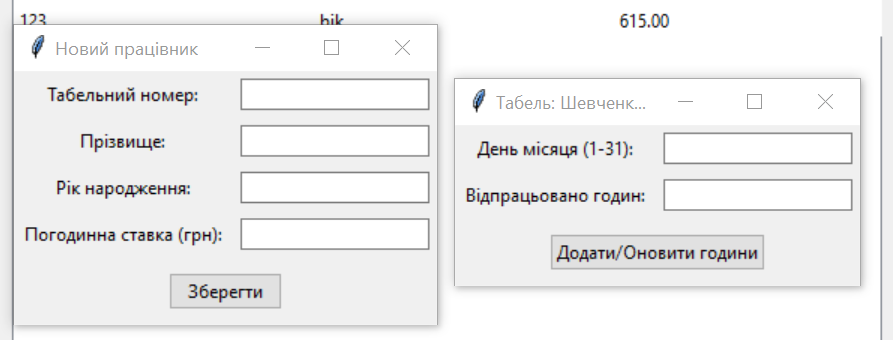 123 bik 615.00
Новий працівник
Табельний номер:
Прізвище:
Рік народження:
Погодинна ставка (грн):
Зберегти
Табель: Шевченк...
День місяця (1-31):
Відпрацьовано годин:
Додати/Оновити години